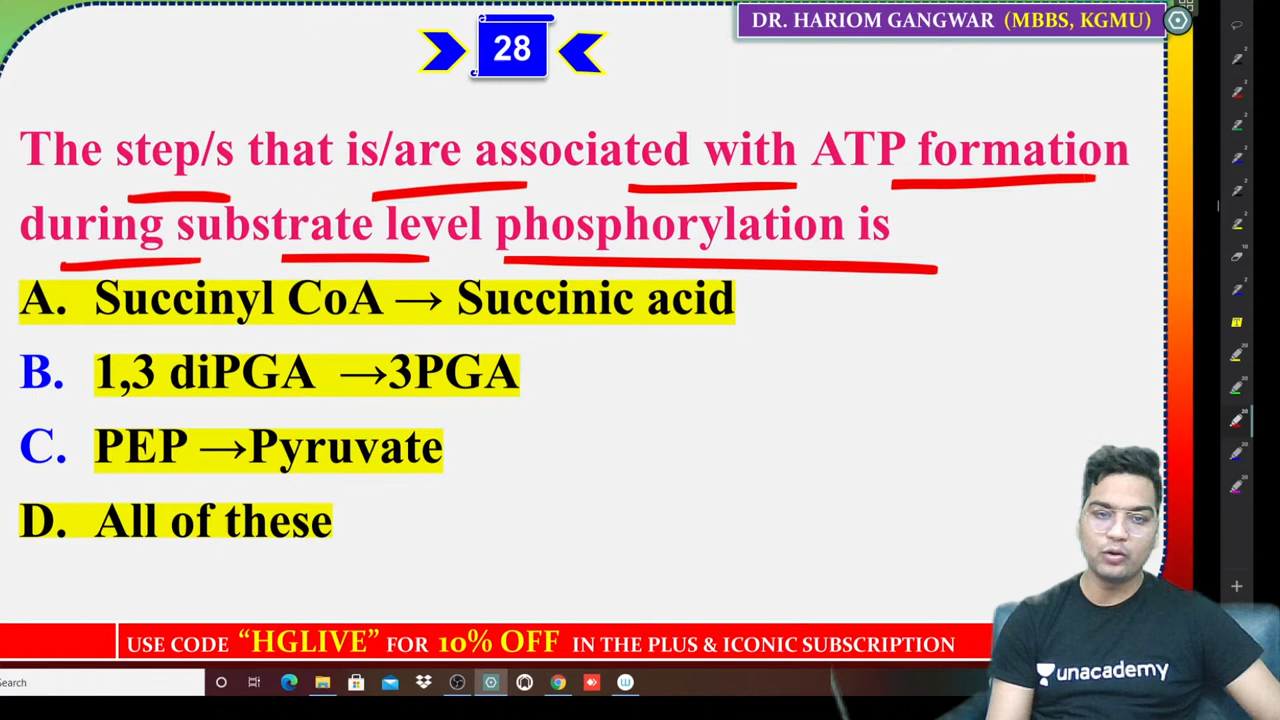 DR. HARIOM GANGWAR (MBBS, KGMU)
28
The step/s that is/are associated with ATP formation
during substrate level phosphorylation is
A. Succinyl CoA → Succinic acid
B. 1,3 diPGA →3PGA
C. PEP →Pyruvate
D. All of these
unacademy
USE CODE “HGLIVE” FOR 10% OFF IN THE PLUS & ICONIC SUBSCRIPTION
Search